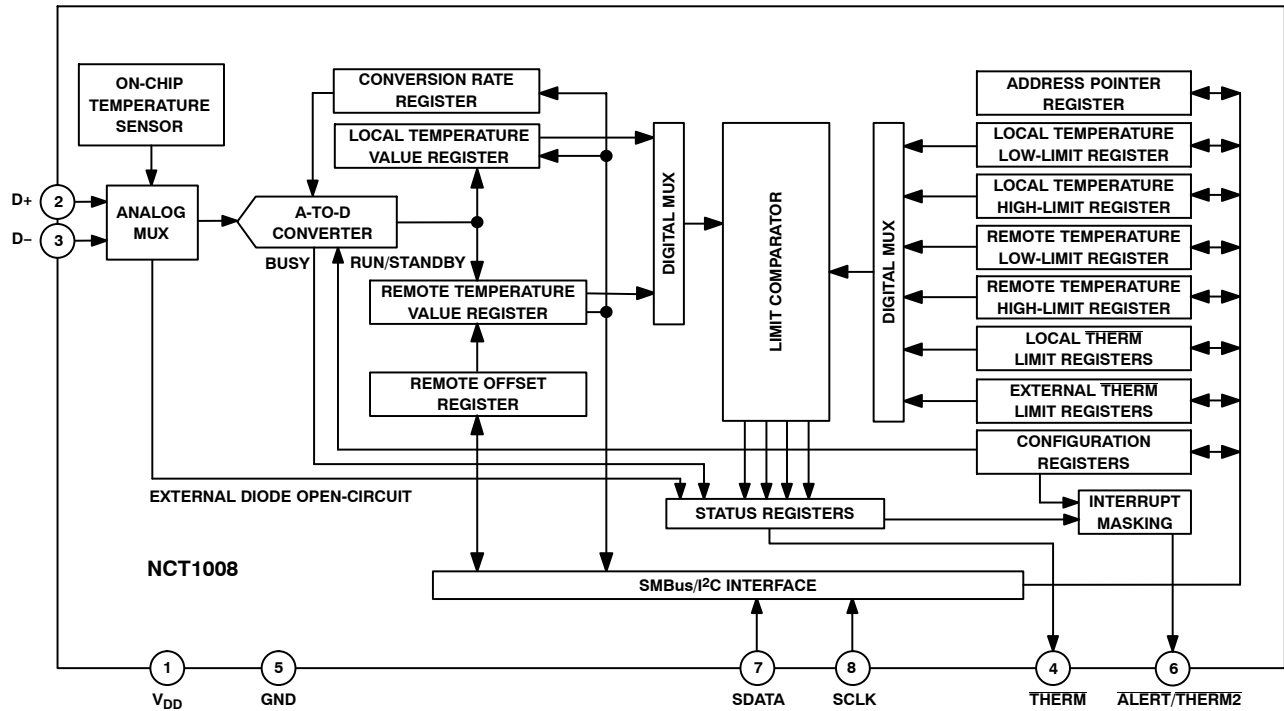 ON-CHIP
TEMPERATURE
SENSOR
CONVERSION RATE
REGISTER
LOCAL TEMPERATURE
VALUE REGISTER
D+
2
D–
3
ANALOG
MUX
A-TO-D
CONVERTER
BUSY
RUN/STANDBY
REMOTE TEMPERATURE
VALUE REGISTER
REMOTE OFFSET
REGISTER
DIGITAL MUX
LIMIT COMPARATOR
DIGITAL MUX
ADDRESS POINTER
REGISTER
LOCAL TEMPERATURE
LOW-LIMIT REGISTER
LOCAL TEMPERATURE
HIGH-LIMIT REGISTER
REMOTE TEMPERATURE
LOW-LIMIT REGISTER
REMOTE TEMPERATURE
HIGH-LIMIT REGISTER
LOCAL THERM
LIMIT REGISTERS
EXTERNAL THERM
LIMIT REGISTERS
CONFIGURATION
REGISTERS
EXTERNAL DIODE OPEN-CIRCUIT
STATUS REGISTERS
INTERRUPT
MASKING
NCT1008
SMBus/I²C INTERFACE
1
VDD
5
GND
7
SDATA
8
SCLK
4
THERM
6
ALERT/THERM2